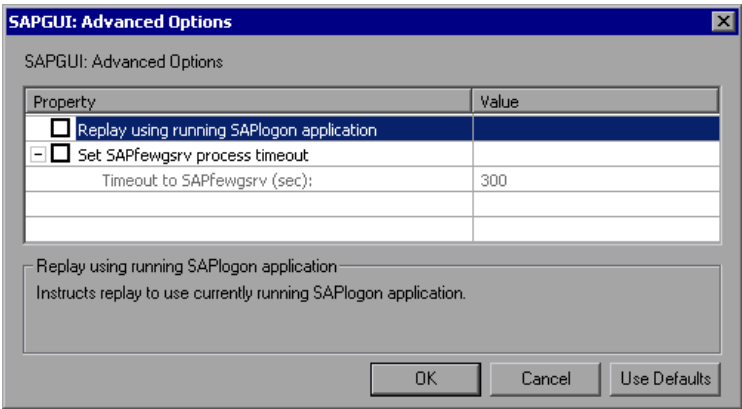 SAPGUI: Advanced Options
SAPGUI: Advanced Options
Property Value
Replay using running SAPlogon application
Set SAPfewgsrv process timeout
Timeout to SAPfewgsrv (sec): 300
Replay using running SAPlogon application
Instructs replay to use currently running SAPlogon application.
OK Cancel Use Defaults